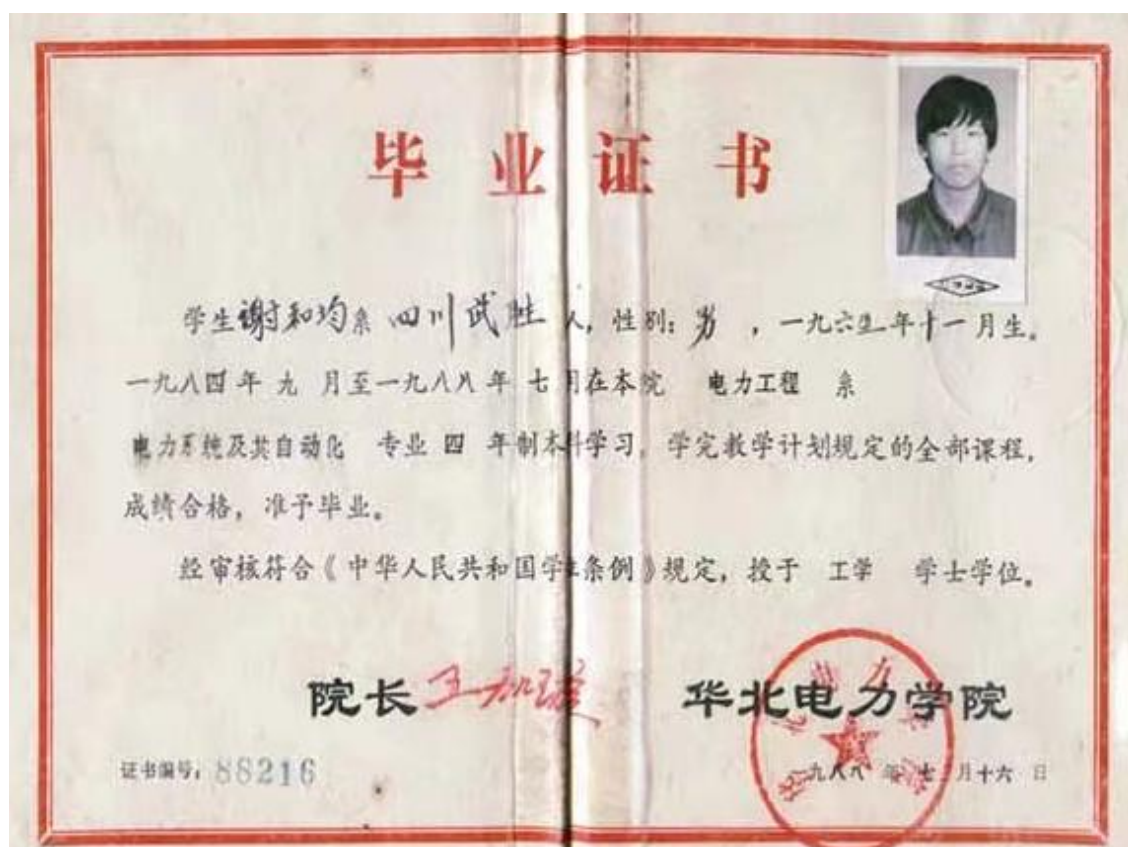 毕业证书
学生谢和均系四川武胜人，性别：男，一九六五年十一月生。
一九八四年九月至一九八八年七月在本院 电力工程 系
电力系统及其自动化 专业 四 年制本科学习，学完教学计划规定的全部课程，
成绩合格，准予毕业。
经审核符合《中华人民共和国学位条例》规定，授于 工学 学士学位。
院长 华北电力学院
证书编号：88216 一九八八年七月十六日